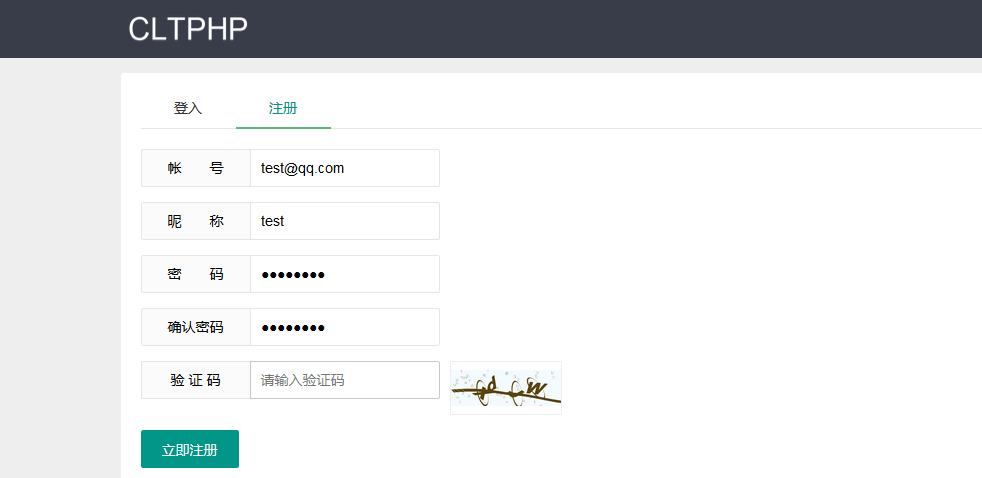 CLTPHP
登入 注册
帐 号 test@qq.com
昵 称 test
密 码 ●●●●●●●●
确认密码 ●●●●●●●●
验 证 码 请输入验证码
立即注册